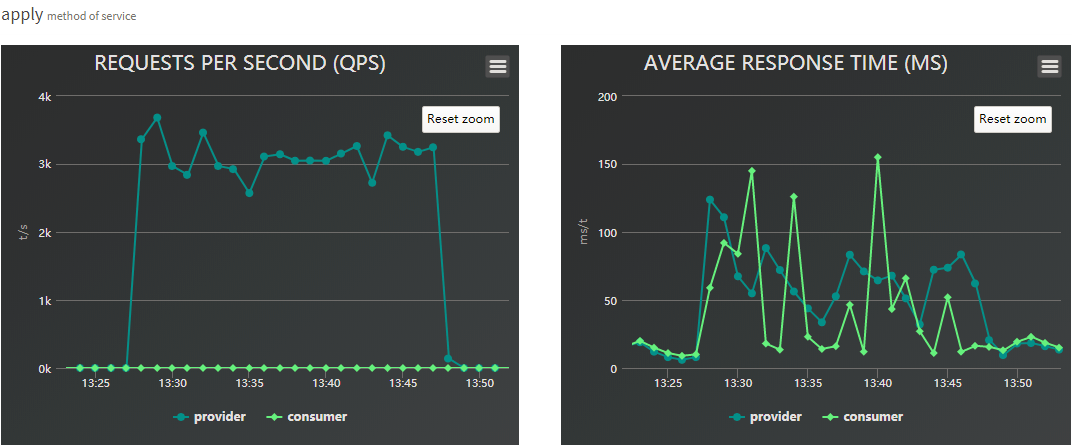 apply method of service
REQUESTS PER SECOND (QPS)
4k
Reset zoom
3k
2k
t/s
1k
0k
13:25 13:30 13:35 13:40 13:45 13:50
provider consumer
AVERAGE RESPONSE TIME (MS)
200
Reset zoom
150
100
ms/t
50
0
13:25 13:30 13:35 13:40 13:45 13:50
provider consumer